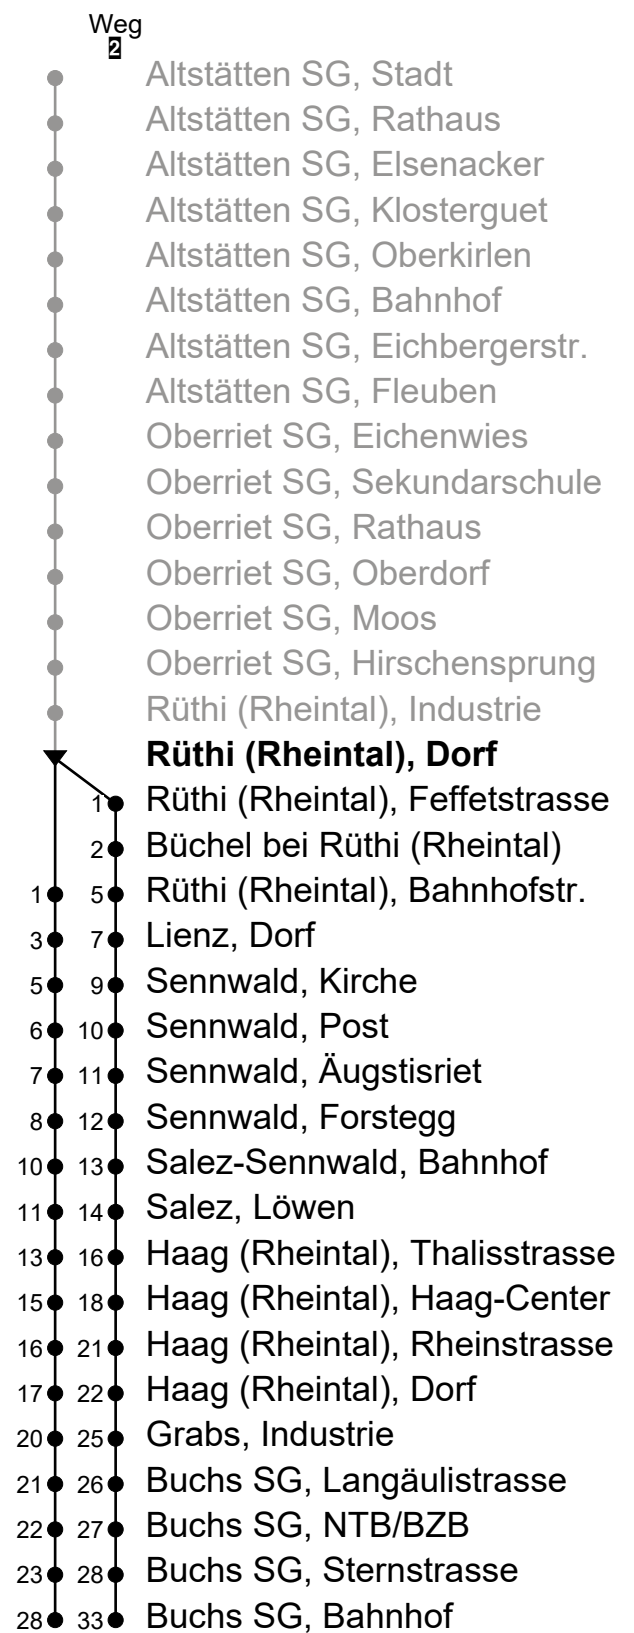 Weg
2
Altstätten SG, Stadt
Altstätten SG, Rathaus
Altstätten SG, Elsenacker
Altstätten SG, Klosterguet
Altstätten SG, Oberkirlen
Altstätten SG, Bahnhof
Altstätten SG, Eichbergerstr.
Altstätten SG, Fleuben
Oberriet SG, Eichenwies
Oberriet SG, Sekundarschule
Oberriet SG, Rathaus
Oberriet SG, Oberdorf
Oberriet SG, Moos
Oberriet SG, Hirschensprung
Rüthi (Rheintal), Industrie
Rüthi (Rheintal), Dorf
1 Rüthi (Rheintal), Feffetstrasse
2 Büchel bei Rüthi (Rheintal)
1 5 Rüthi (Rheintal), Bahnhofstr.
3 7 Lienz, Dorf
5 9 Sennwald, Kirche
6 10 Sennwald, Post
7 11 Sennwald, Äugstisriet
8 12 Sennwald, Forstegg
10 13 Salez-Sennwald, Bahnhof
11 14 Salez, Löwen
13 16 Haag (Rheintal), Thalisstrasse
15 18 Haag (Rheintal), Haag-Center
16 21 Haag (Rheintal), Rheinstrasse
17 22 Haag (Rheintal), Dorf
20 25 Grabs, Industrie
21 26 Buchs SG, Langäulistrasse
22 27 Buchs SG, NTB/BZB
23 28 Buchs SG, Sternstrasse
28 33 Buchs SG, Bahnhof